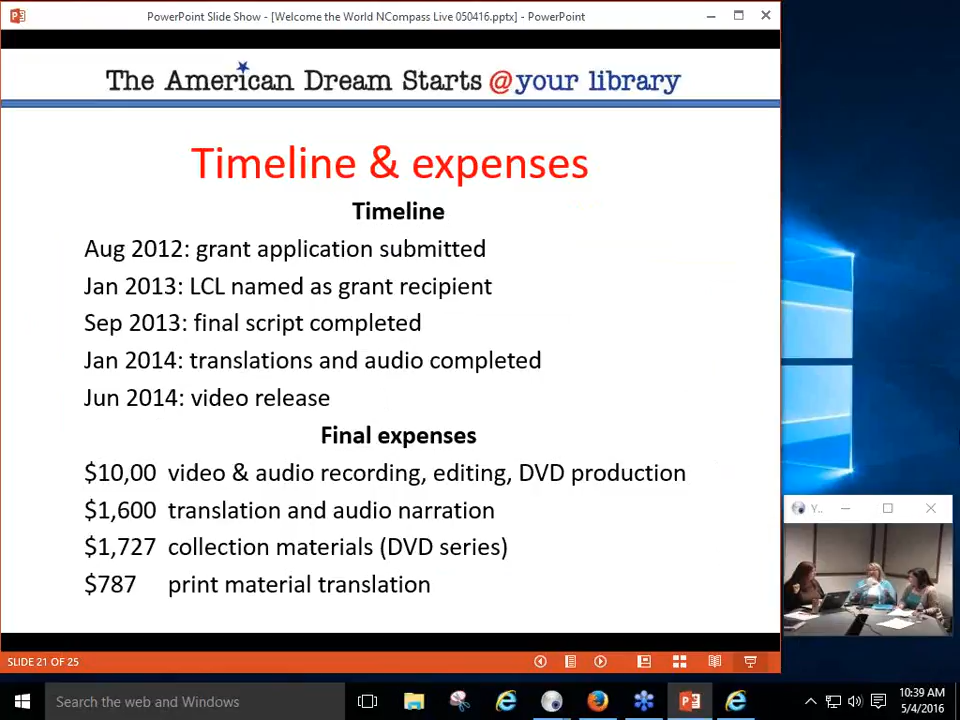 PowerPoint Slide Show - [Welcome the World NCompass Live 050416.pptx] - PowerPoint
The American Dream Starts @your library
Timeline & expenses
Timeline
Aug 2012: grant application submitted
Jan 2013: LCL named as grant recipient
Sep 2013: final script completed
Jan 2014: translations and audio completed
Jun 2014: video release
Final expenses
$10,00 video & audio recording, editing, DVD production
$1,600 translation and audio narration
$1,727 collection materials (DVD series)
$787 print material translation
Y..
SLIDE 21 OF 25
Search the web and Windows
10:39 AM
5/4/2016